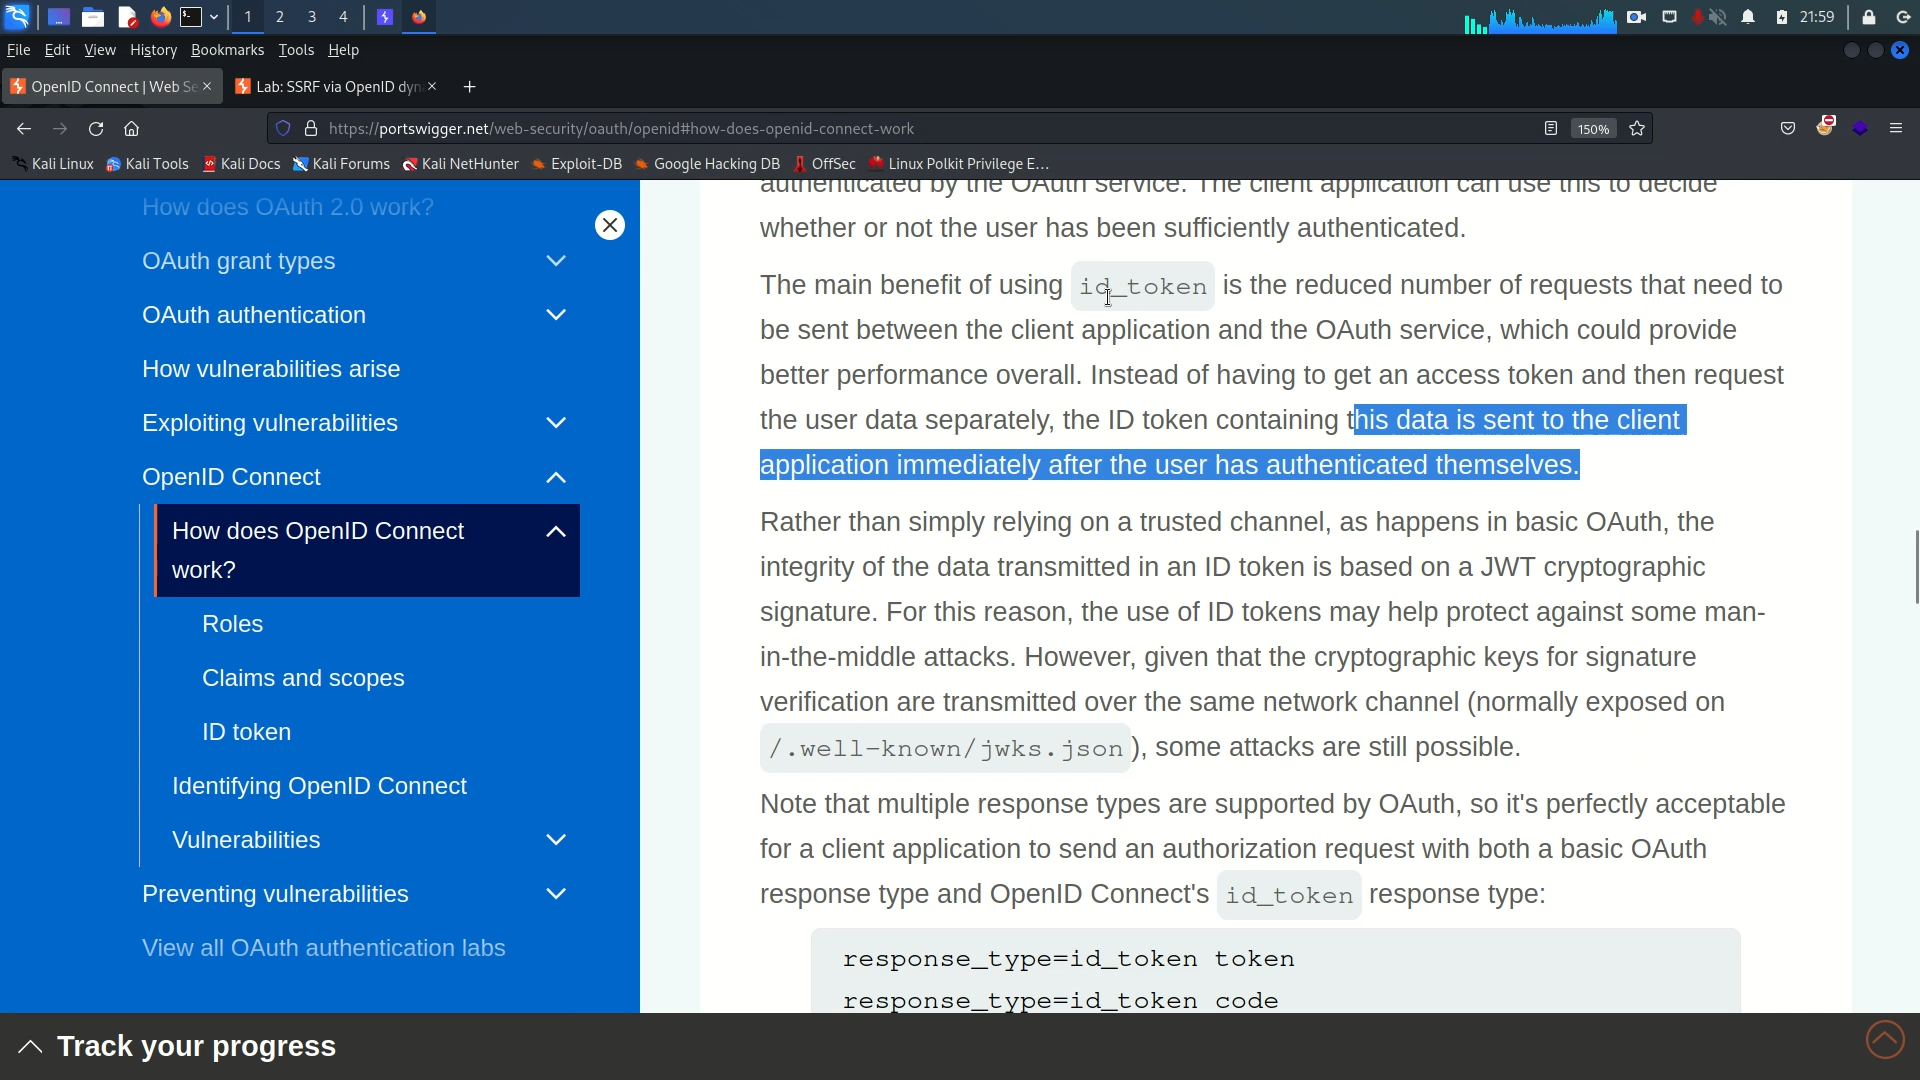 1 2 3 4 21:59
File Edit View History Bookmarks Tools Help
OpenID Connect | Web Se Lab: SSRF via OpenID dyn
https://portswigger.net/web-security/oauth/openid#how-does-openid-connect-work 150%
Kali Linux Kali Tools Kali Docs Kali Forums Kali NetHunter Exploit-DB Google Hacking DB OffSec Linux Polkit Privilege E...
How does OAuth 2.0 work?
OAuth grant types
OAuth authentication
How vulnerabilities arise
Exploiting vulnerabilities
OpenID Connect
How does OpenID Connect
work?
Roles
Claims and scopes
ID token
Identifying OpenID Connect
Vulnerabilities
Preventing vulnerabilities
View all OAuth authentication labs
authenticated by the OAuth service. The client application can use this to decide
whether or not the user has been sufficiently authenticated.
The main benefit of using id_token is the reduced number of requests that need to
be sent between the client application and the OAuth service, which could provide
better performance overall. Instead of having to get an access token and then request
the user data separately, the ID token containing this data is sent to the client
application immediately after the user has authenticated themselves.
Rather than simply relying on a trusted channel, as happens in basic OAuth, the
integrity of the data transmitted in an ID token is based on a JWT cryptographic
signature. For this reason, the use of ID tokens may help protect against some man-
in-the-middle attacks. However, given that the cryptographic keys for signature
verification are transmitted over the same network channel (normally exposed on
/.well-known/jwks.json), some attacks are still possible.
Note that multiple response types are supported by OAuth, so it's perfectly acceptable
for a client application to send an authorization request with both a basic OAuth
response type and OpenID Connect's id_token response type:
response_type=id_token token
response_type=id_token code
Track your progress